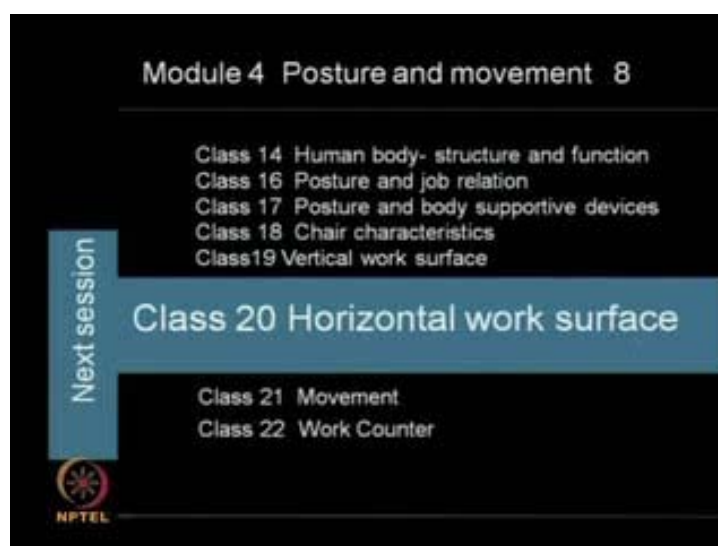 Module 4 Posture and movement 8
Class 14 Human body- structure and function
Class 16 Posture and job relation
Class 17 Posture and body supportive devices
Class 18 Chair characteristics
Class19 Vertical work surface
Next session
Class 20 Horizontal work surface
Class 21 Movement
Class 22 Work Counter
NPTEL